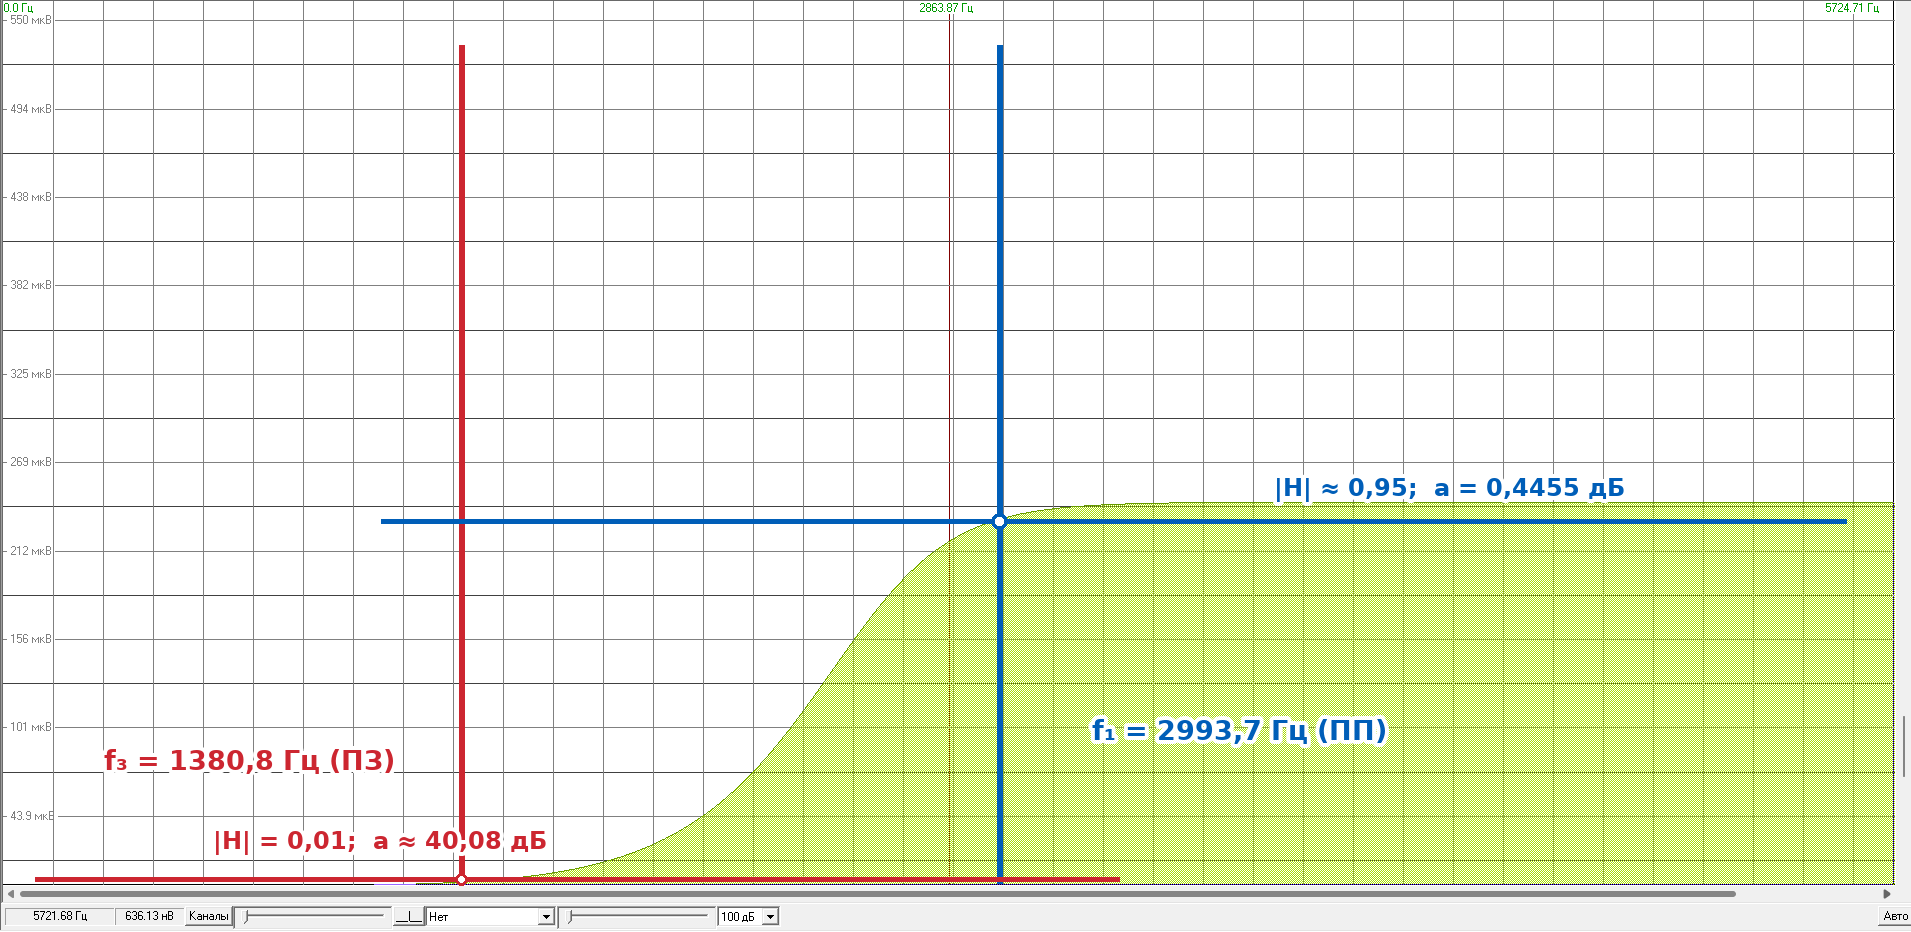 0.0 Гц 2863.87 Гц 5724.71 Гц
550 мкВ
494 мкВ
438 мкВ
382 мкВ
325 мкВ
269 мкВ
|H| ≈ 0,95; a = 0,4455 дБ
212 мкВ
156 мкВ
101 мкВ
f₁ = 2993,7 Гц (ПП)
f₃ = 1380,8 Гц (ПЗ)
43.9 мкВ
|H| = 0,01; a ≈ 40,08 дБ
5721.68 Гц 636.13 нВ Каналы Нет 100 дБ Авто